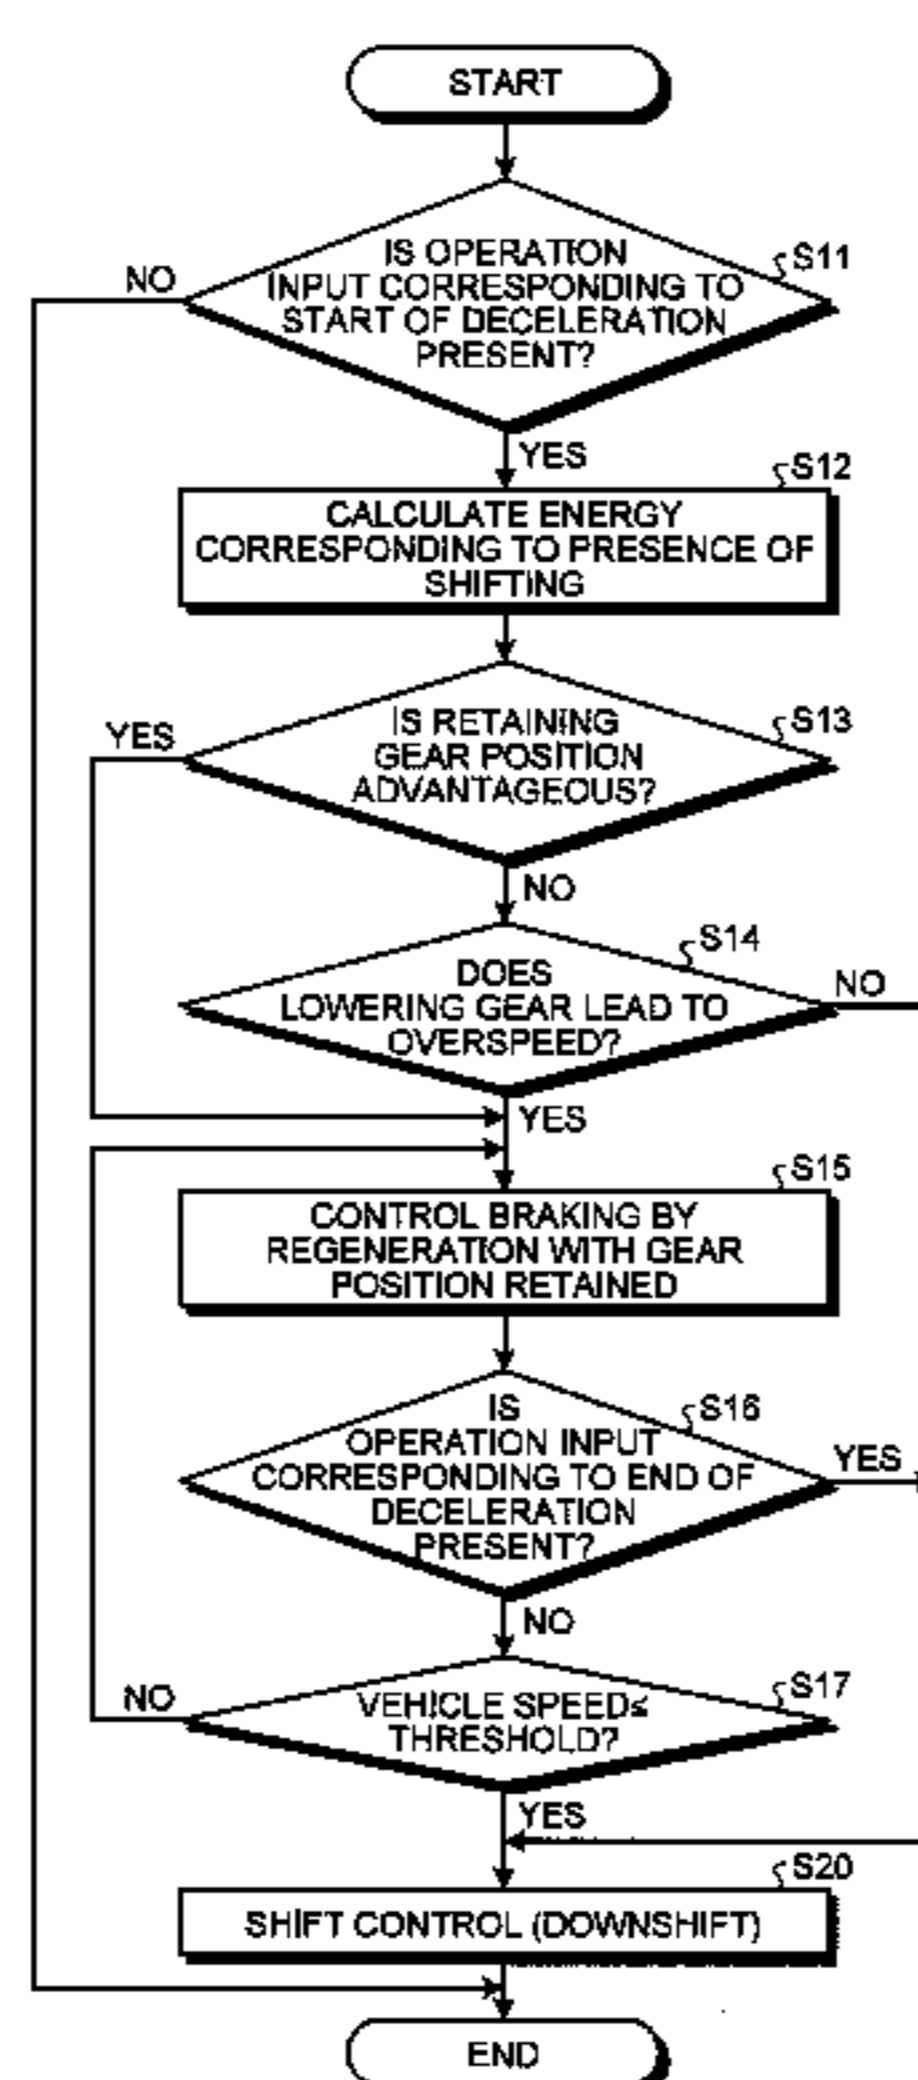 START
IS OPERATION
INPUT CORRESPONDING TO
START OF DECELERATION
PRESENT?
S11
NO
YES
S12
CALCULATE ENERGY
CORRESPONDING TO PRESENCE OF
SHIFTING
IS RETAINING
GEAR POSITION
ADVANTAGEOUS?
S13
YES
NO
S14
DOES
LOWERING GEAR LEAD TO
OVERSPEED?
NO
YES
S15
CONTROL BRAKING BY
REGENERATION WITH GEAR
POSITION RETAINED
S16
IS
OPERATION INPUT
CORRESPONDING TO END OF
DECELERATION
PRESENT?
YES
NO
S17
VEHICLE SPEED≤
THRESHOLD?
NO
YES
S20
SHIFT CONTROL (DOWNSHIFT)
END